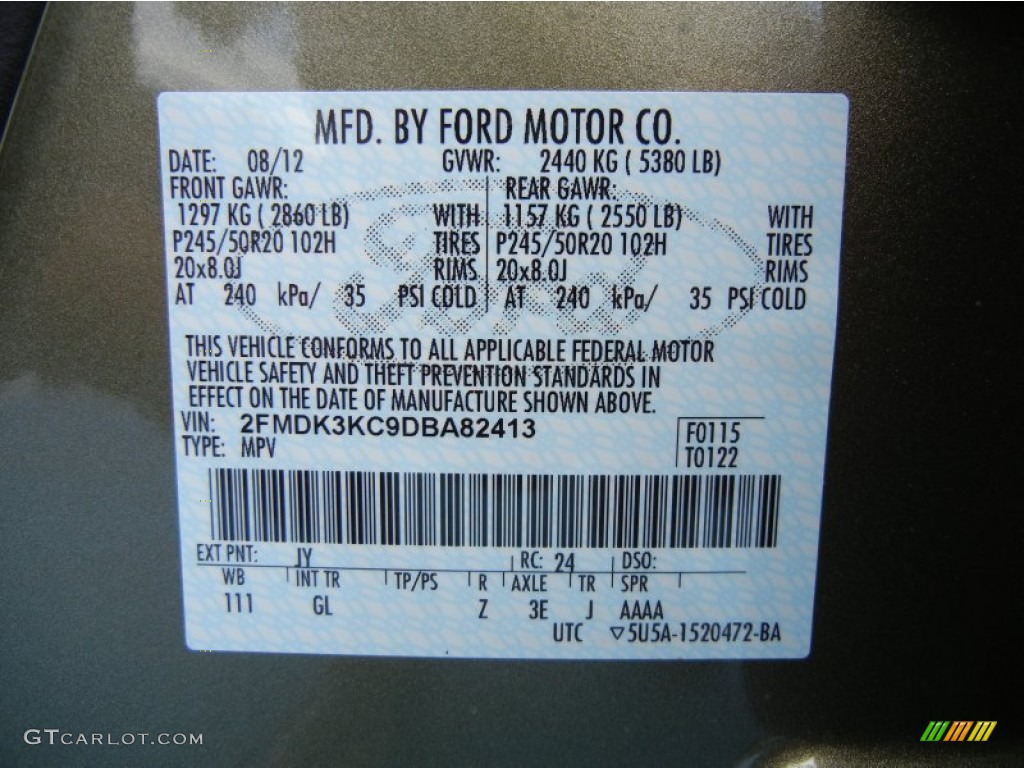 MFD. BY FORD MOTOR CO.
DATE: 08/12 GVWR: 2440 KG ( 5380 LB)
FRONT GAWR: REAR GAWR:
1297 KG ( 2860 LB) WITH 1157 KG ( 2550 LB) WITH
P245/50R20 102H TIRES P245/50R20 102H TIRES
20x8.0J RIMS 20x8.0J RIMS
AT 240 kPa/ 35 PSI COLD AT 240 kPa/ 35 PSI COLD
THIS VEHICLE CONFORMS TO ALL APPLICABLE FEDERAL MOTOR
VEHICLE SAFETY AND THEFT PREVENTION STANDARDS IN
EFFECT ON THE DATE OF MANUFACTURE SHOWN ABOVE.
VIN: 2FMDK3KC9DBA82413 F0115
TYPE: MPV T0122
EXT PNT: JY RC: 24 DSO:
WB INT TR TP/PS R AXLE TR SPR
111 GL Z 3E J AAAA
UTC ▽5U5A-1520472-BA
GTCARLOT.COM